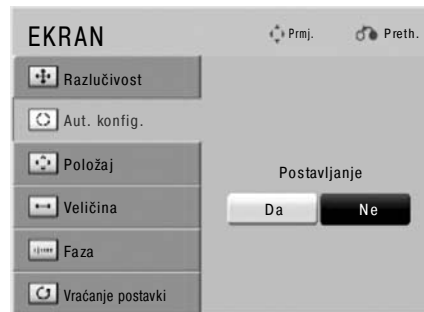 EKRAN
Prmj.
Preth.
Razlučivost
Aut. konfig.
Položaj
Veličina
Faza
Vraćanje postavki
Postavljanje
Da
Ne